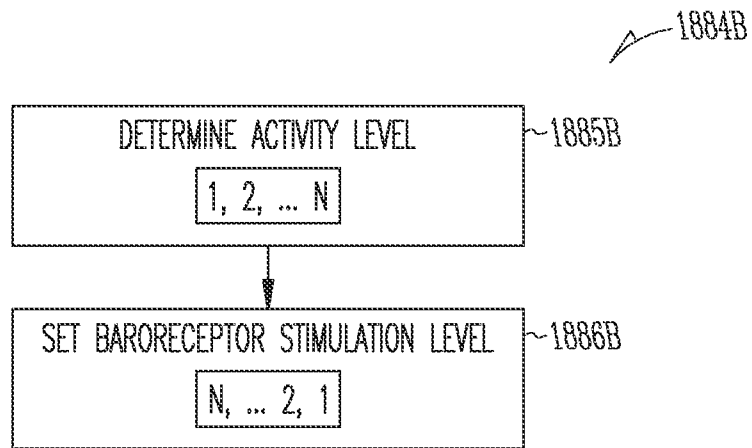 1884B
DETERMINE ACTIVITY LEVEL
1885B
1, 2, ... N
SET BARORECEPTOR STIMULATION LEVEL
1886B
N, ... 2, 1